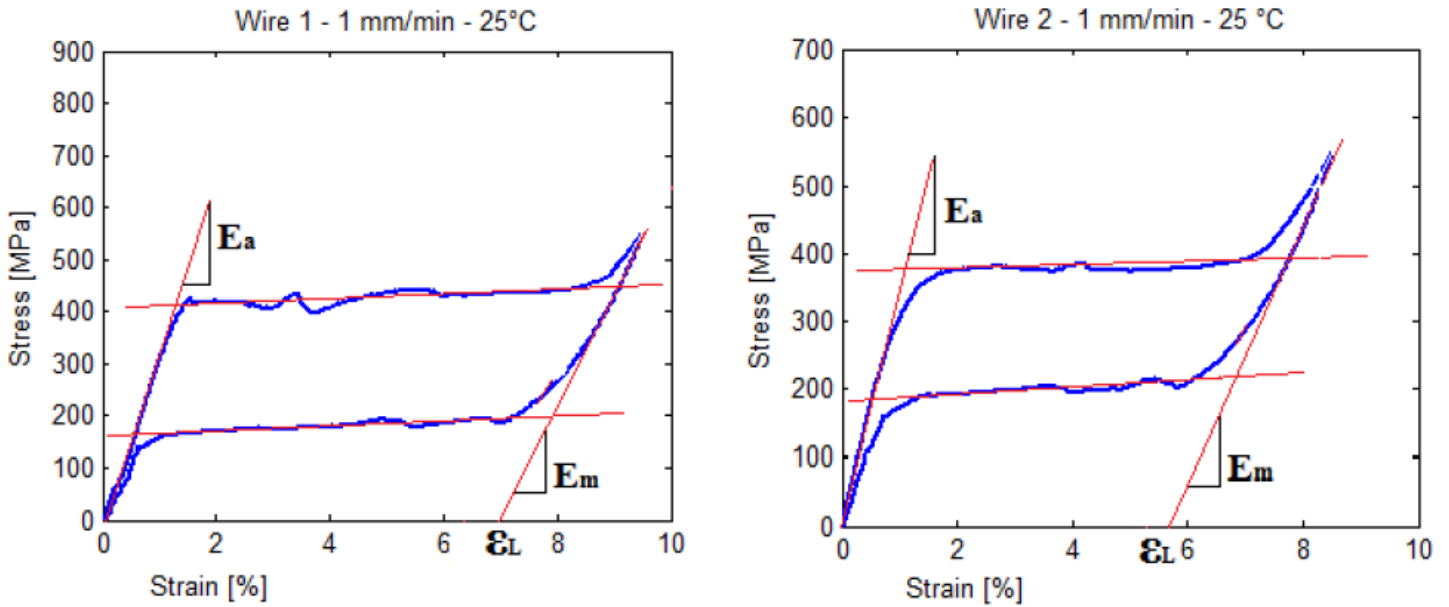 Wire 1 - 1 mm/min - 25°C
900
800
700
600
500
400
300
200
100
0
Stress [MPa]
Ea
Em
0
2
4
6
8
10
εL
Strain [%]
Wire 2 - 1 mm/min - 25 °C
700
600
500
400
300
200
100
0
Stress [MPa]
Ea
Em
0
2
4
6
8
10
εL
Strain [%]